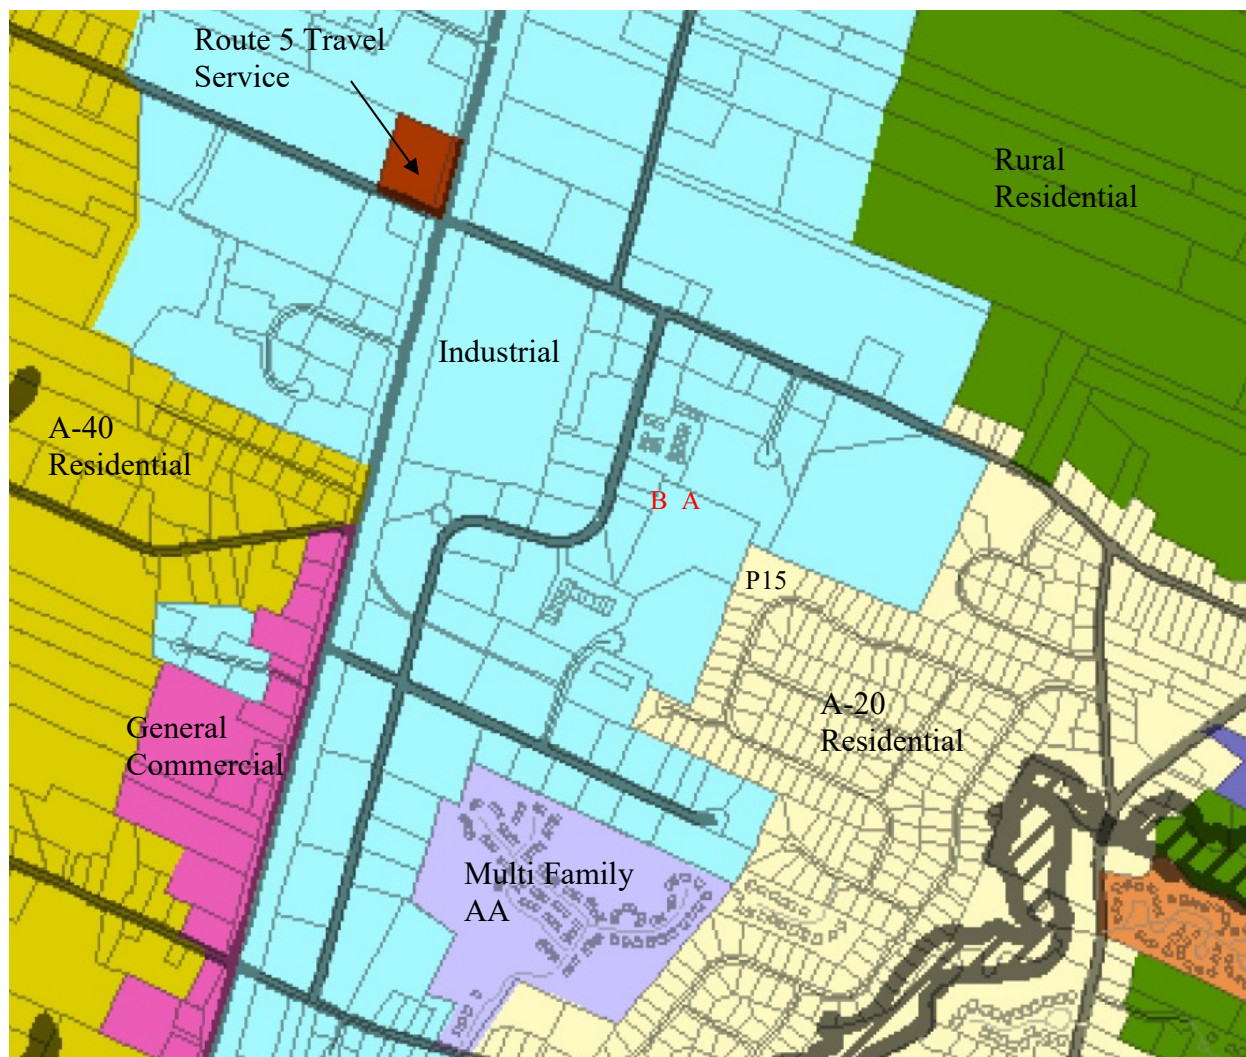 Route 5 Travel
Service
Rural
Residential
Industrial
A-40
Residential
B A
P15
A-20
Residential
General
Commercial
Multi Family
AA